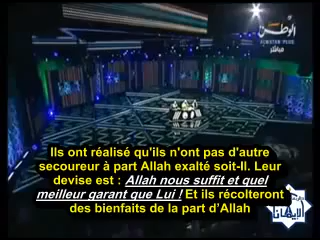 الوطن
Ils ont réalisé qu'ils n'ont pas d'autre
secoureur à part Allah exalté soit-Il. Leur
devise est : Allah nous suffit et quel
meilleur garant que Lui ! Et ils récolteront
des bienfaits de la part d'Allah